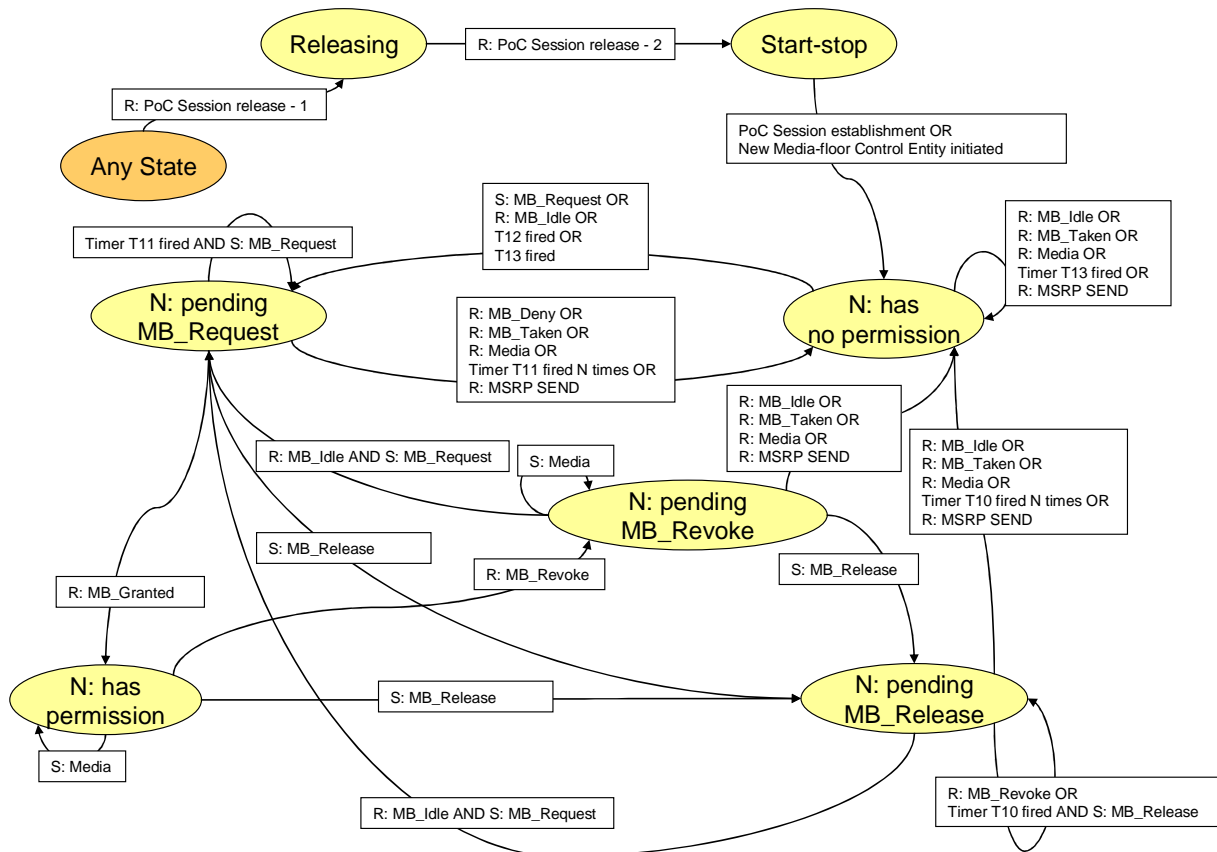 Releasing
R: PoC Session release - 2
Start-stop
R: PoC Session release - 1
Any State
PoC Session establishment OR
New Media-floor Control Entity initiated
S: MB_Request OR
R: MB_Idle OR
T12 fired OR
T13 fired
R: MB_Idle OR
R: MB_Taken OR
R: Media OR
Timer T13 fired OR
R: MSRP SEND
Timer T11 fired AND S: MB_Request
N: pending
MB_Request
N: has
no permission
R: MB_Deny OR
R: MB_Taken OR
R: Media OR
Timer T11 fired N times OR
R: MSRP SEND
R: MB_Idle OR
R: MB_Taken OR
R: Media OR
R: MSRP SEND
R: MB_Idle OR
R: MB_Taken OR
R: Media OR
Timer T10 fired N times OR
R: MSRP SEND
R: MB_Idle AND S: MB_Request
S: Media
N: pending
MB_Revoke
S: MB_Release
R: MB_Revoke
S: MB_Release
R: MB_Granted
N: has
permission
S: MB_Release
N: pending
MB_Release
S: Media
R: MB_Idle AND S: MB_Request
R: MB_Revoke OR
Timer T10 fired AND S: MB_Release